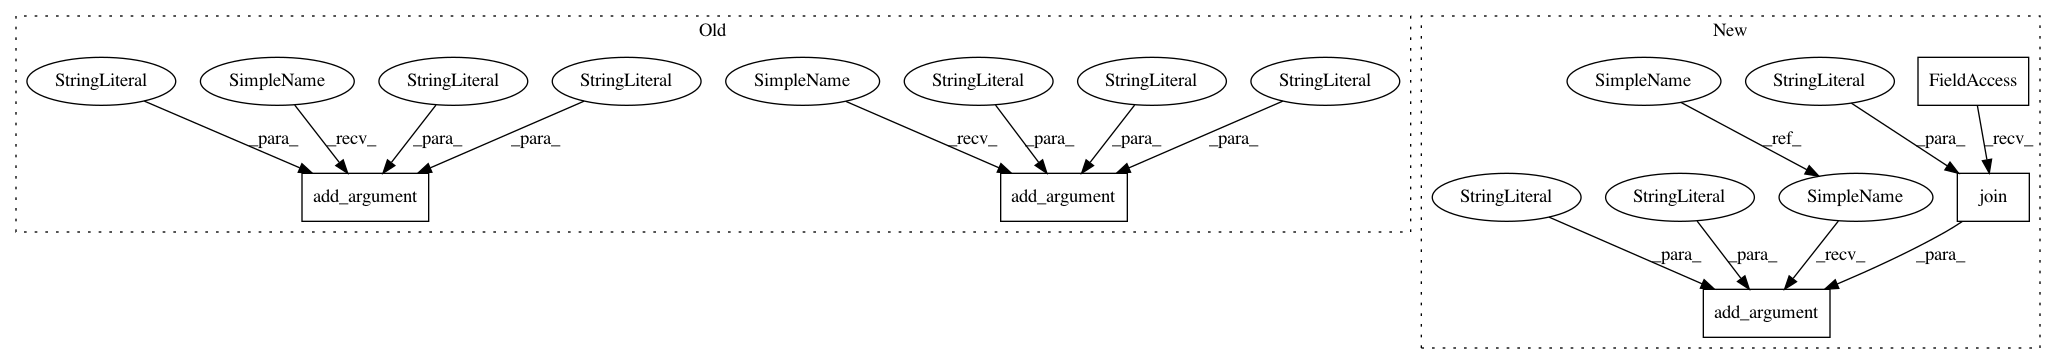 Old
New
StringLiteral
SimpleName
StringLiteral
StringLiteral
SimpleName
StringLiteral
StringLiteral
StringLiteral
SimpleName
StringLiteral
FieldAccess
_para_
_recv_
_para_
_para_
_recv_
_para_
_para_
_para_
_ref_
_para_
_recv_
add_argument
add_argument
StringLiteral
StringLiteral
SimpleName
join
_para_
_para_
_recv_
_para_
add_argument